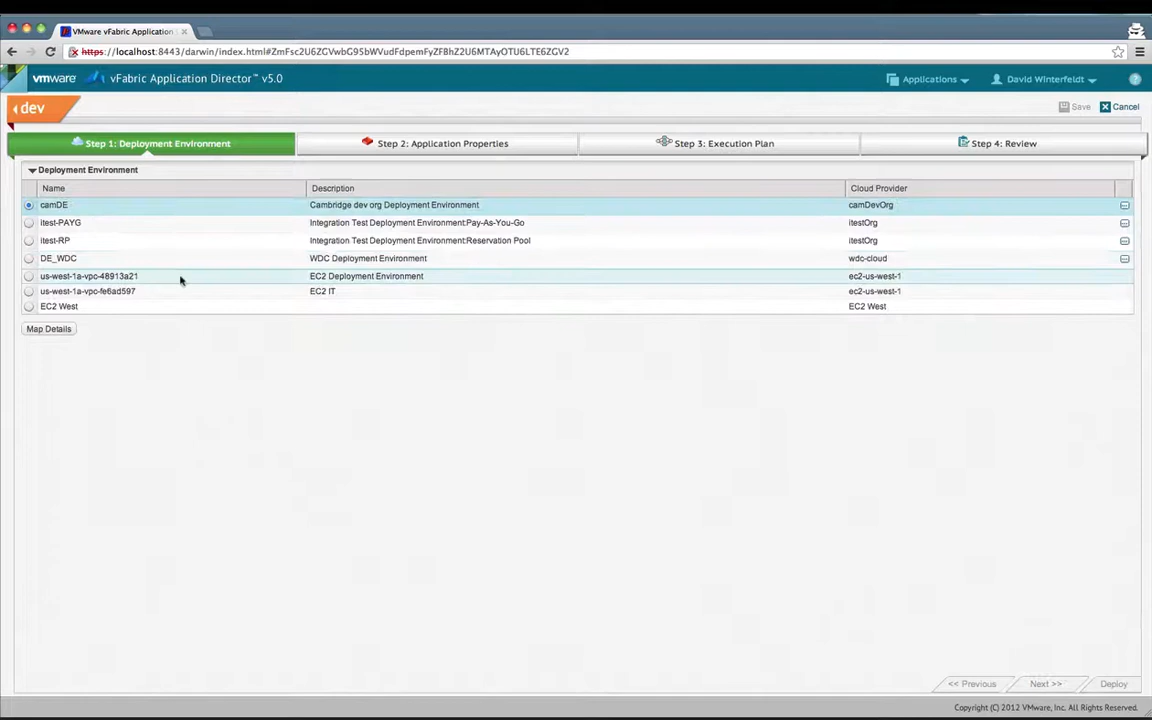 VMware vFabric Application
https://localhost:8443/darwin/index.html#ZmFsc2U6ZGVwbG95bWVudFdpemFyZFBhZ2U6MTAyOTU6LTE6ZGV2
vmware vFabric Application Director™ v5.0 Applications David Winterfeldt ?
dev Save Cancel
Step 1: Deployment Environment Step 2: Application Properties Step 3: Execution Plan Step 4: Review
Deployment Environment
Name Description Cloud Provider
camDE Cambridge dev org Deployment Environment camDevOrg
itest-PAYG Integration Test Deployment Environment:Pay-As-You-Go itestOrg
itest-RP Integration Test Deployment Environment:Reservation Pool itestOrg
DE_WDC WDC Deployment Environment wdc-cloud
us-west-1a-vpc-48913a21 EC2 Deployment Environment ec2-us-west-1
us-west-1a-vpc-fe6ad597 EC2 IT ec2-us-west-1
EC2 West EC2 West
Map Details
<< Previous Next >> Deploy
Copyright (C) 2012 VMware, Inc. All Rights Reserved.